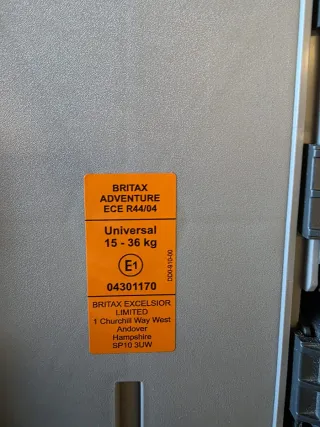 BRITAX
ADVENTURE
ECE R44/04
Universal
15 - 36 kg
E1
04301170
BRITAX EXCELSIOR
LIMITED
1 Churchill Way West
Andover
Hampshire
SP10 3UW